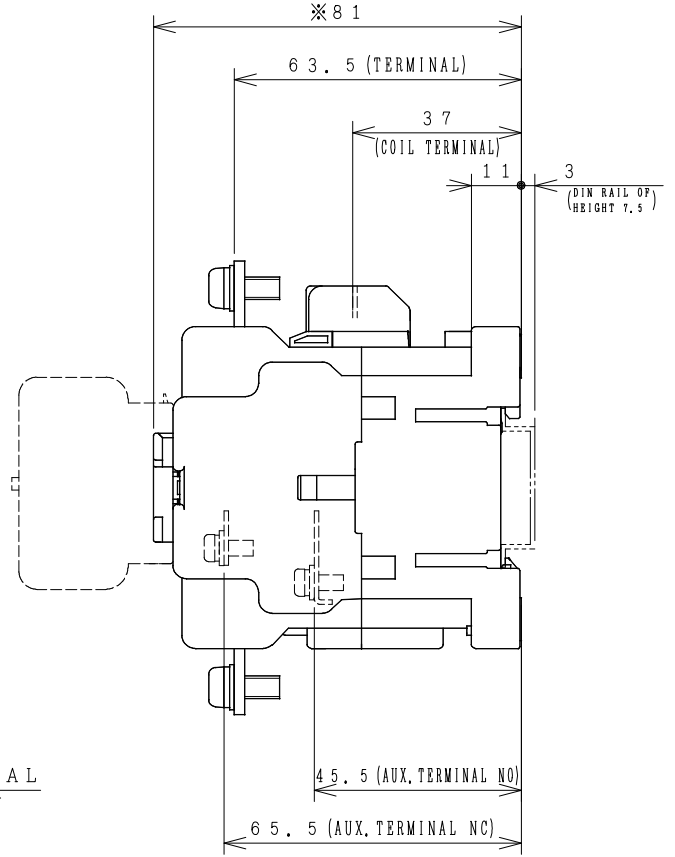 ※81
63.5 (TERMINAL)
37
(COIL TERMINAL)
11 3
(DIN RAIL OF
HEIGHT 7.5)
AL
45.5 (AUX. TERMINAL NO)
65.5 (AUX. TERMINAL NC)